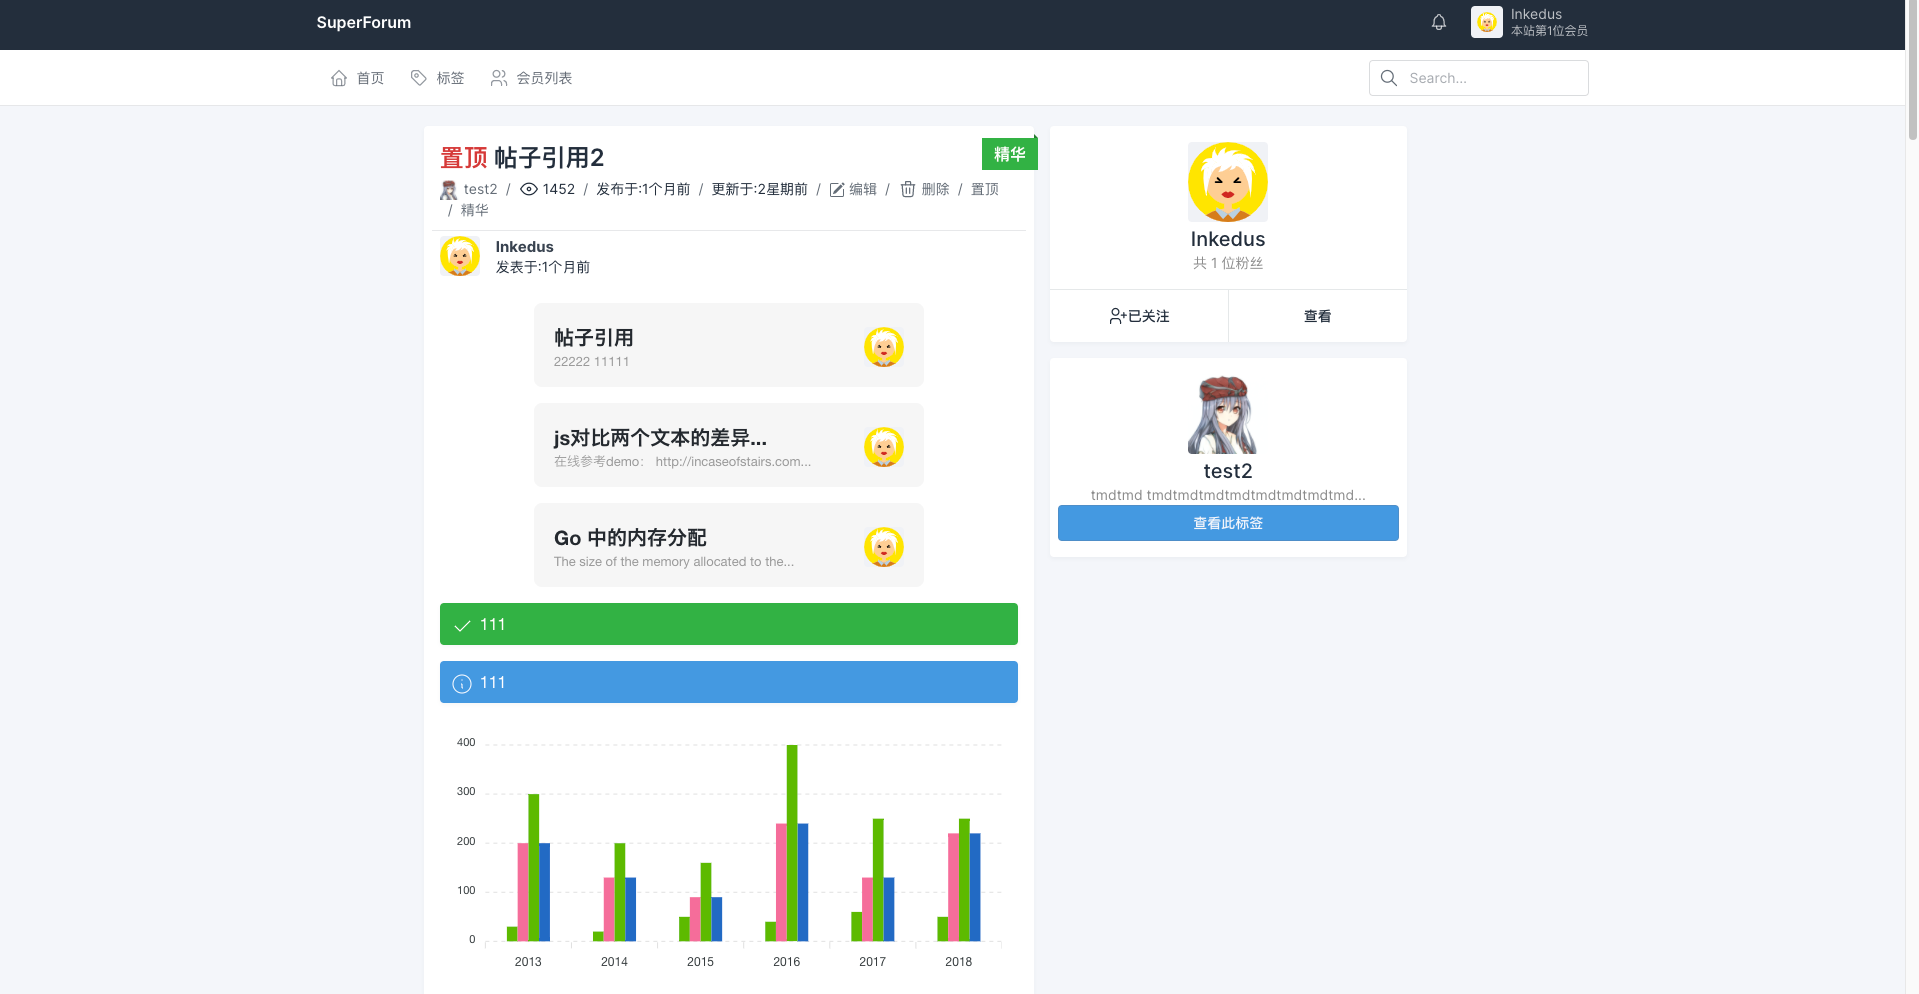 SuperForum
Inkedus
本站第1位会员
首页 标签 会员列表 Search...
置顶 帖子引用2 精华
test2 / 1452 / 发布于:1个月前 / 更新于:2星期前 / 编辑 / 删除 / 置顶
/ 精华
Inkedus
发表于:1个月前
帖子引用
22222 11111
js对比两个文本的差异...
在线参考demo： http://incaseofstairs.com...
Go 中的内存分配
The size of the memory allocated to the...
111
111
400
300
200
100
0
2013 2014 2015 2016 2017 2018
Inkedus
共 1 位粉丝
已关注 查看
test2
tmdtmd tmdtmdtmdtmdtmdtmdtmdtmd...
查看此标签